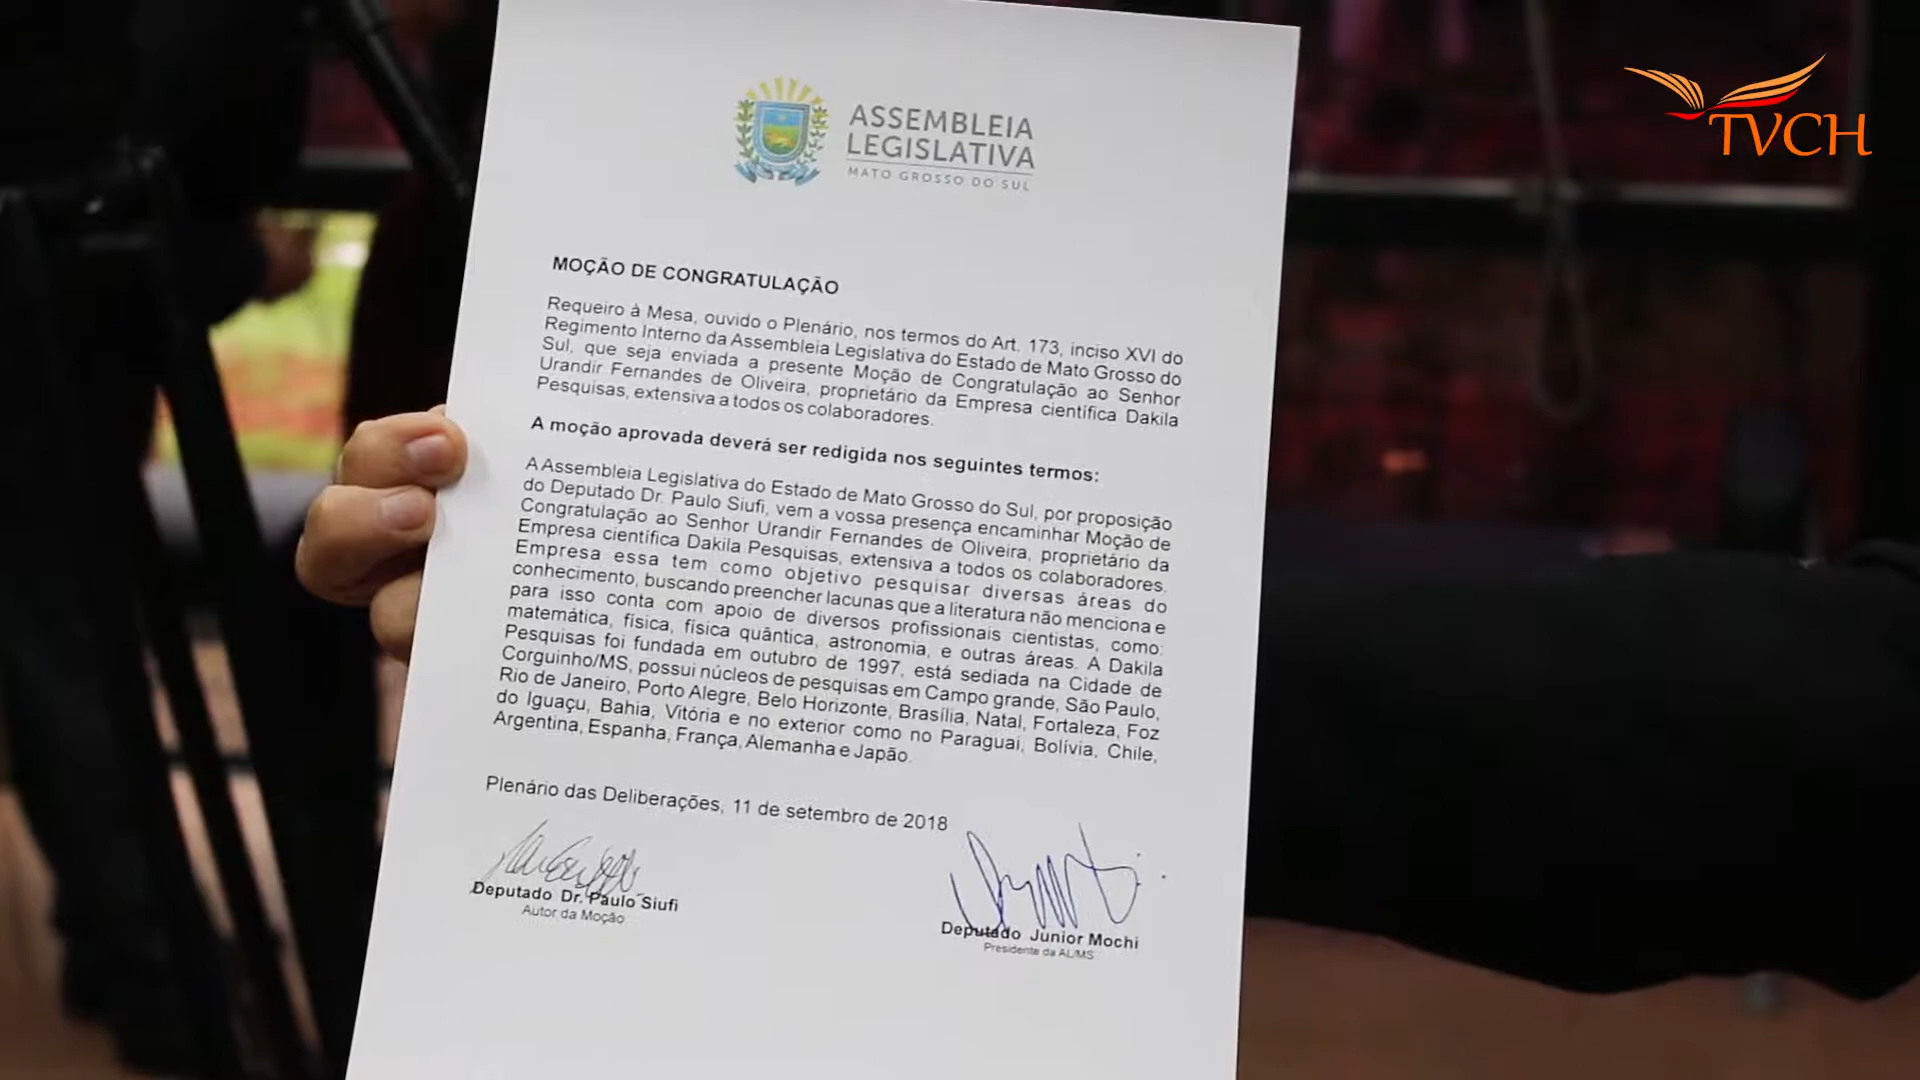 TVCH
ASSEMBLEIA
LEGISLATIVA
MATO GROSSO DO SUL
MOÇÃO DE CONGRATULAÇÃO
Requeiro à Mesa, ouvido o Plenário, nos termos do Art. 173, inciso XVI do
Regimento Interno da Assembleia Legislativa do Estado de Mato Grosso do
Sul, que seja enviada a presente Moção de Congratulação ao Senhor
Urandir Fernandes de Oliveira, proprietário da Empresa científica Dakila
Pesquisas, extensiva a todos os colaboradores.
A moção aprovada deverá ser redigida nos seguintes termos:
A Assembleia Legislativa do Estado de Mato Grosso do Sul, por proposição
do Deputado Dr. Paulo Siufi, vem a vossa presença encaminhar Moção de
Congratulação ao Senhor Urandir Fernandes de Oliveira, proprietário da
Empresa científica Dakila Pesquisas, extensiva a todos os colaboradores.
Empresa essa tem como objetivo pesquisar diversas áreas do
conhecimento, buscando preencher lacunas que a literatura não menciona e
para isso conta com apoio de diversos profissionais cientistas, como:
matemática, física, física quântica, astronomia, e outras áreas. A Dakila
Pesquisas foi fundada em outubro de 1997, está sediada na Cidade de
Corguinho/MS, possui núcleos de pesquisas em Campo grande, São Paulo,
Rio de Janeiro, Porto Alegre, Belo Horizonte, Brasília, Natal, Fortaleza, Foz
do Iguaçu, Bahia, Vitória e no exterior como no Paraguai, Bolívia, Chile,
Argentina, Espanha, França, Alemanha e Japão.
Plenário das Deliberações, 11 de setembro de 2018
Deputado Dr. Paulo Siufi
Autor da Moção
Deputado Junior Mochi
Presidente da AL/MS